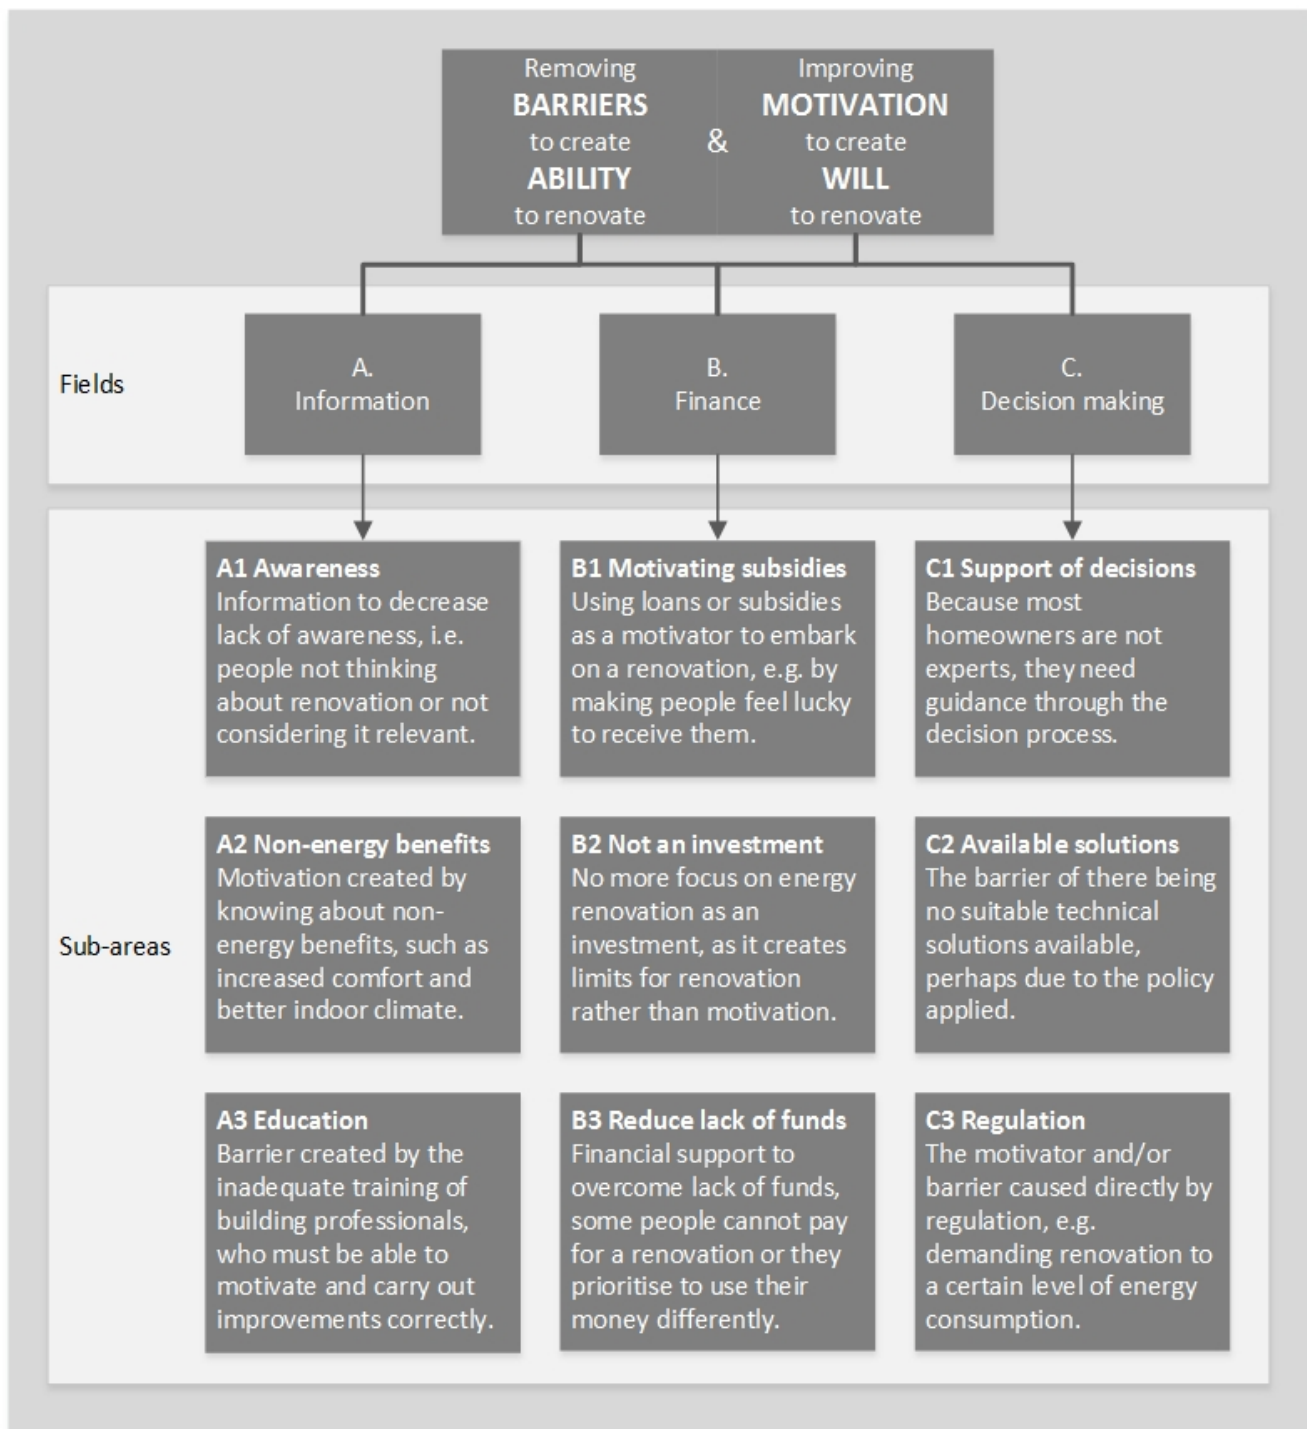 Removing
BARRIERS
to create
ABILITY
to renovate
&
Improving
MOTIVATION
to create
WILL
to renovate
Fields
A.
Information
B.
Finance
C.
Decision making
Sub-areas
A1 Awareness
Information to decrease
lack of awareness, i.e.
people not thinking
about renovation or not
considering it relevant.
B1 Motivating subsidies
Using loans or subsidies
as a motivator to embark
on a renovation, e.g. by
making people feel lucky
to receive them.
C1 Support of decisions
Because most
homeowners are not
experts, they need
guidance through the
decision process.
A2 Non-energy benefits
Motivation created by
knowing about non-
energy benefits, such as
increased comfort and
better indoor climate.
B2 Not an investment
No more focus on energy
renovation as an
investment, as it creates
limits for renovation
rather than motivation.
C2 Available solutions
The barrier of there being
no suitable technical
solutions available,
perhaps due to the policy
applied.
A3 Education
Barrier created by the
inadequate training of
building professionals,
who must be able to
motivate and carry out
improvements correctly.
B3 Reduce lack of funds
Financial support to
overcome lack of funds,
some people cannot pay
for a renovation or they
prioritise to use their
money differently.
C3 Regulation
The motivator and/or
barrier caused directly by
regulation, e.g.
demanding renovation to
a certain level of energy
consumption.